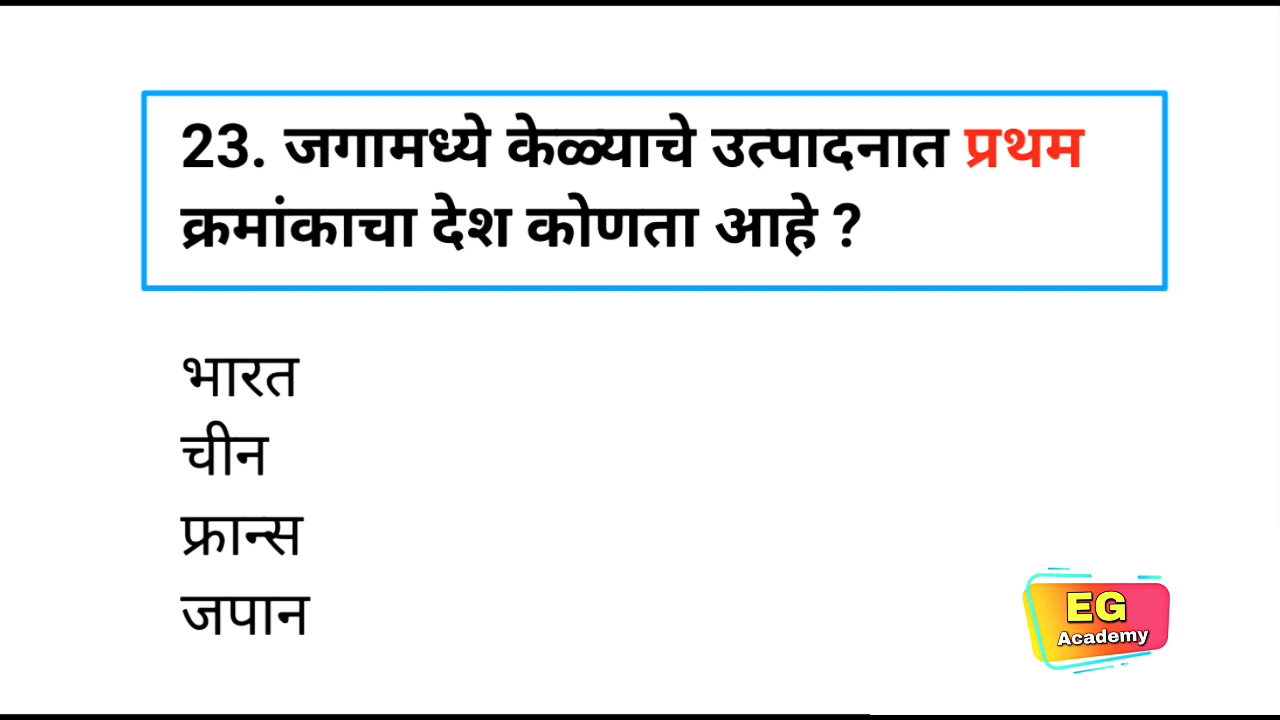 23. जगामध्ये केळ्याचे उत्पादनात प्रथम
क्रमांकाचा देश कोणता आहे ?
भारत
चीन
फ्रान्स
जपान
EG
Academy